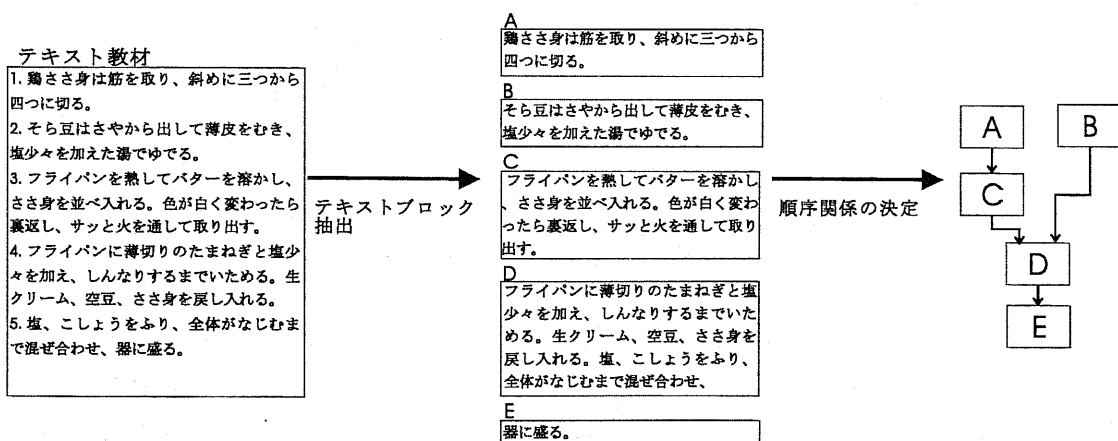 テキスト教材
1. 鶏ささ身は筋を取り、斜めに三つから
四つに切る。
2. そら豆はさやから出して薄皮をむき、
塩少々を加えた湯でゆでる。
3. フライパンを熱してバターを溶かし、
ささ身を並べ入れる。色が白く変わったら
裏返し、サッと火を通して取り出す。
4. フライパンに薄切りのたまねぎと塩少
々を加え、しんなりするまでいためる。生
クリーム、空豆、ささ身を戻し入れる。
5. 塩、こしょうをふり、全体がなじむま
で混ぜ合わせ、器に盛る。
テキストブロック
抽出
A
鶏ささ身は筋を取り、斜めに三つから
四つに切る。
B
そら豆はさやから出して薄皮をむき、
塩少々を加えた湯でゆでる。
C
フライパンを熱してバターを溶かし
、ささ身を並べ入れる。色が白く変わ
ったら裏返し、サッと火を通して取り
出す。
D
フライパンに薄切りのたまねぎと塩
少々を加え、しんなりするまでいた
める。生クリーム、空豆、ささ身を
戻し入れる。塩、こしょうをふり、
全体がなじむまで混ぜ合わせ、
E
器に盛る。
順序関係の決定
A
B
C
D
E